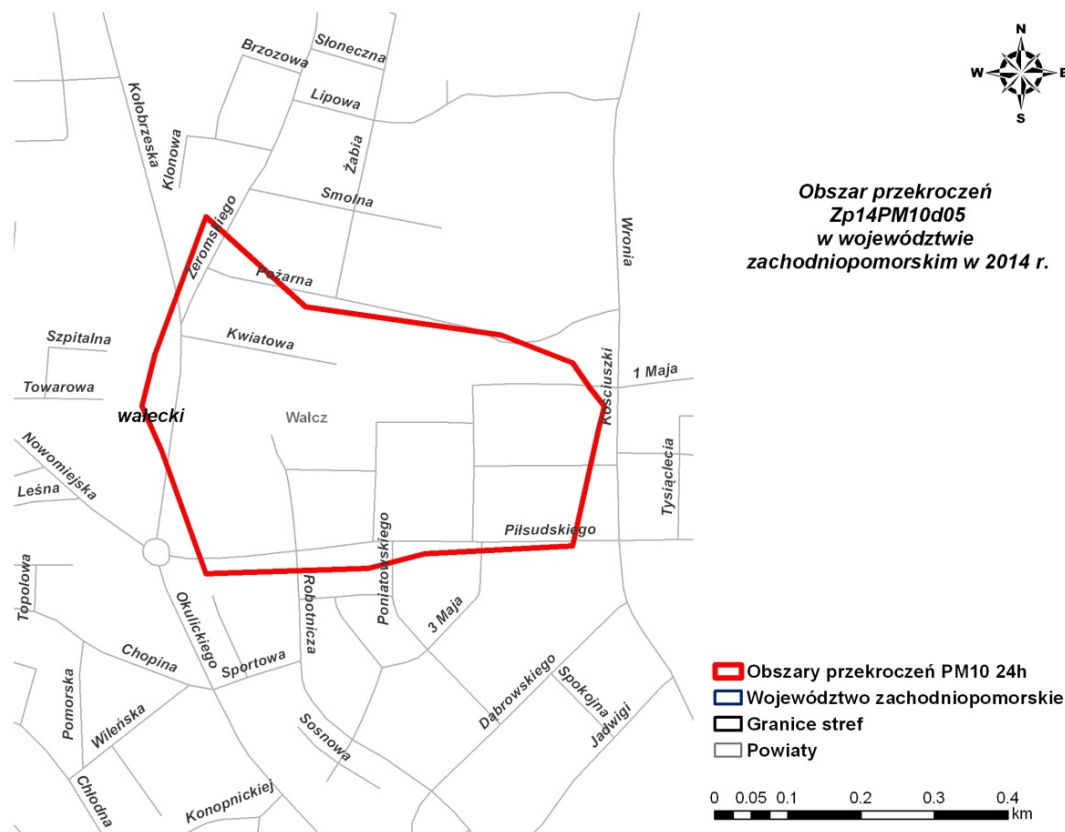 Słoneczna
Brzozowa
Lipowa
Kołobrzeska
Klonowa
Żabia
Smolna
Żeromskiego
Wronia
Pożarna
Kwiatowa
Szpitalna
Towarowa
wałecki
Wałcz
Kościuszki
1 Maja
Nowomiejska
Leśna
Tysiąclecia
Piłsudskiego
Poniatowskiego
Topolowa
Okulickiego
Robotnicza
3 Maja
Chopina
Sportowa
Pomorska
Wileńska
Dąbrowskiego
Spokojna
Jadwigi
Sosnowa
Chłodna
Konopnickiej
N
W E
S
Obszar przekroczeń
Zp14PM10d05
w województwie
zachodniopomorskim w 2014 r.
Obszary przekroczeń PM10 24h
Województwo zachodniopomorskie
Granice stref
Powiaty
0 0.05 0.1 0.2 0.3 0.4
km